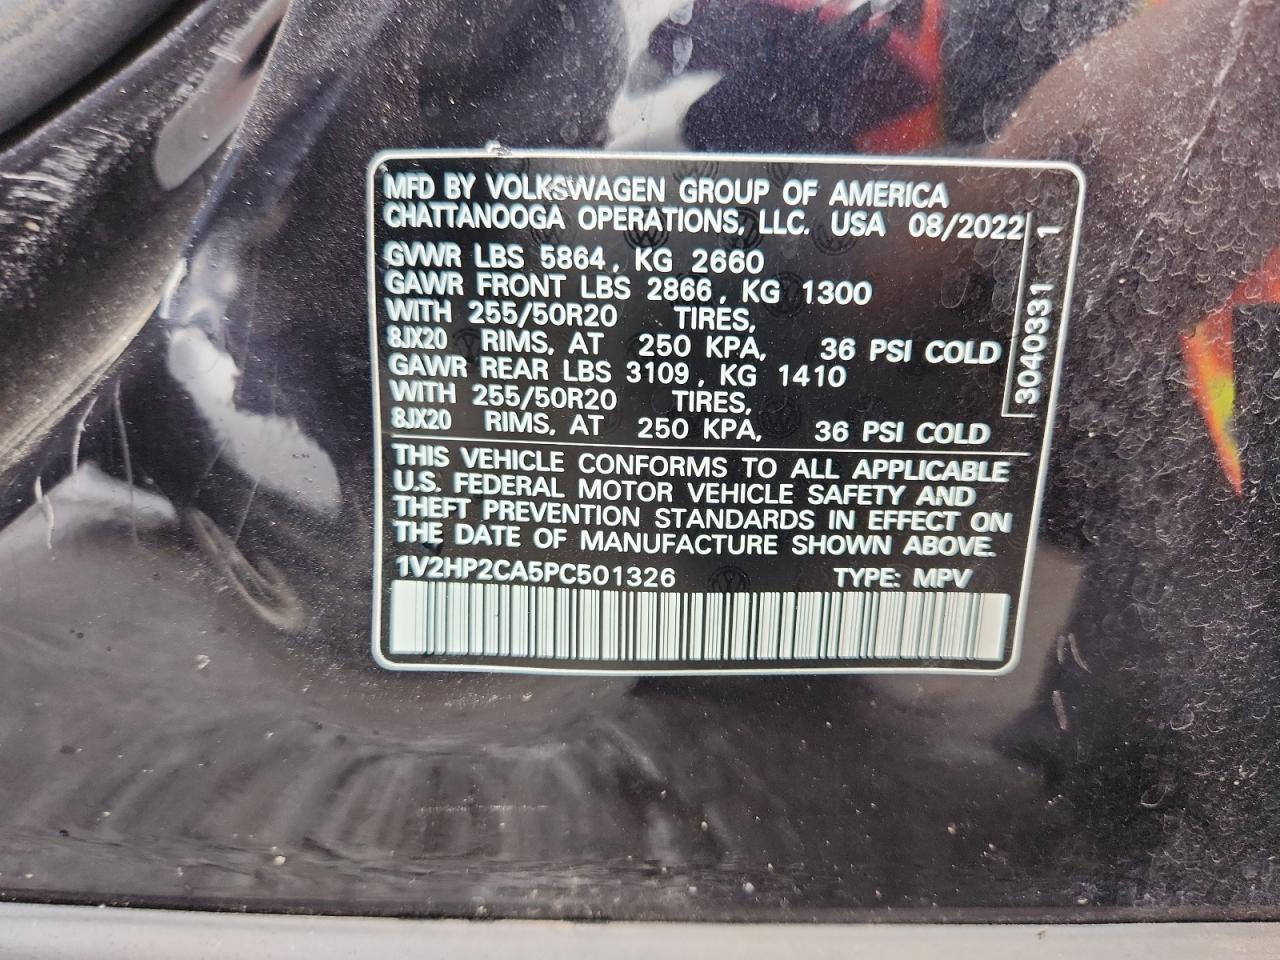 MFD BY VOLKSWAGEN GROUP OF AMERICA
CHATTANOOGA OPERATIONS, LLC. USA 08/2022
GVWR LBS 5864, KG 2660
GAWR FRONT LBS 2866, KG 1300
WITH 255/50R20 TIRES,
8JX20 RIMS, AT 250 KPA, 36 PSI COLD
GAWR REAR LBS 3109, KG 1410
WITH 255/50R20 TIRES,
8JX20 RIMS, AT 250 KPA, 36 PSI COLD
3040331 1
THIS VEHICLE CONFORMS TO ALL APPLICABLE
U.S. FEDERAL MOTOR VEHICLE SAFETY AND
THEFT PREVENTION STANDARDS IN EFFECT ON
THE DATE OF MANUFACTURE SHOWN ABOVE.
1V2HP2CA5PC501326 TYPE: MPV